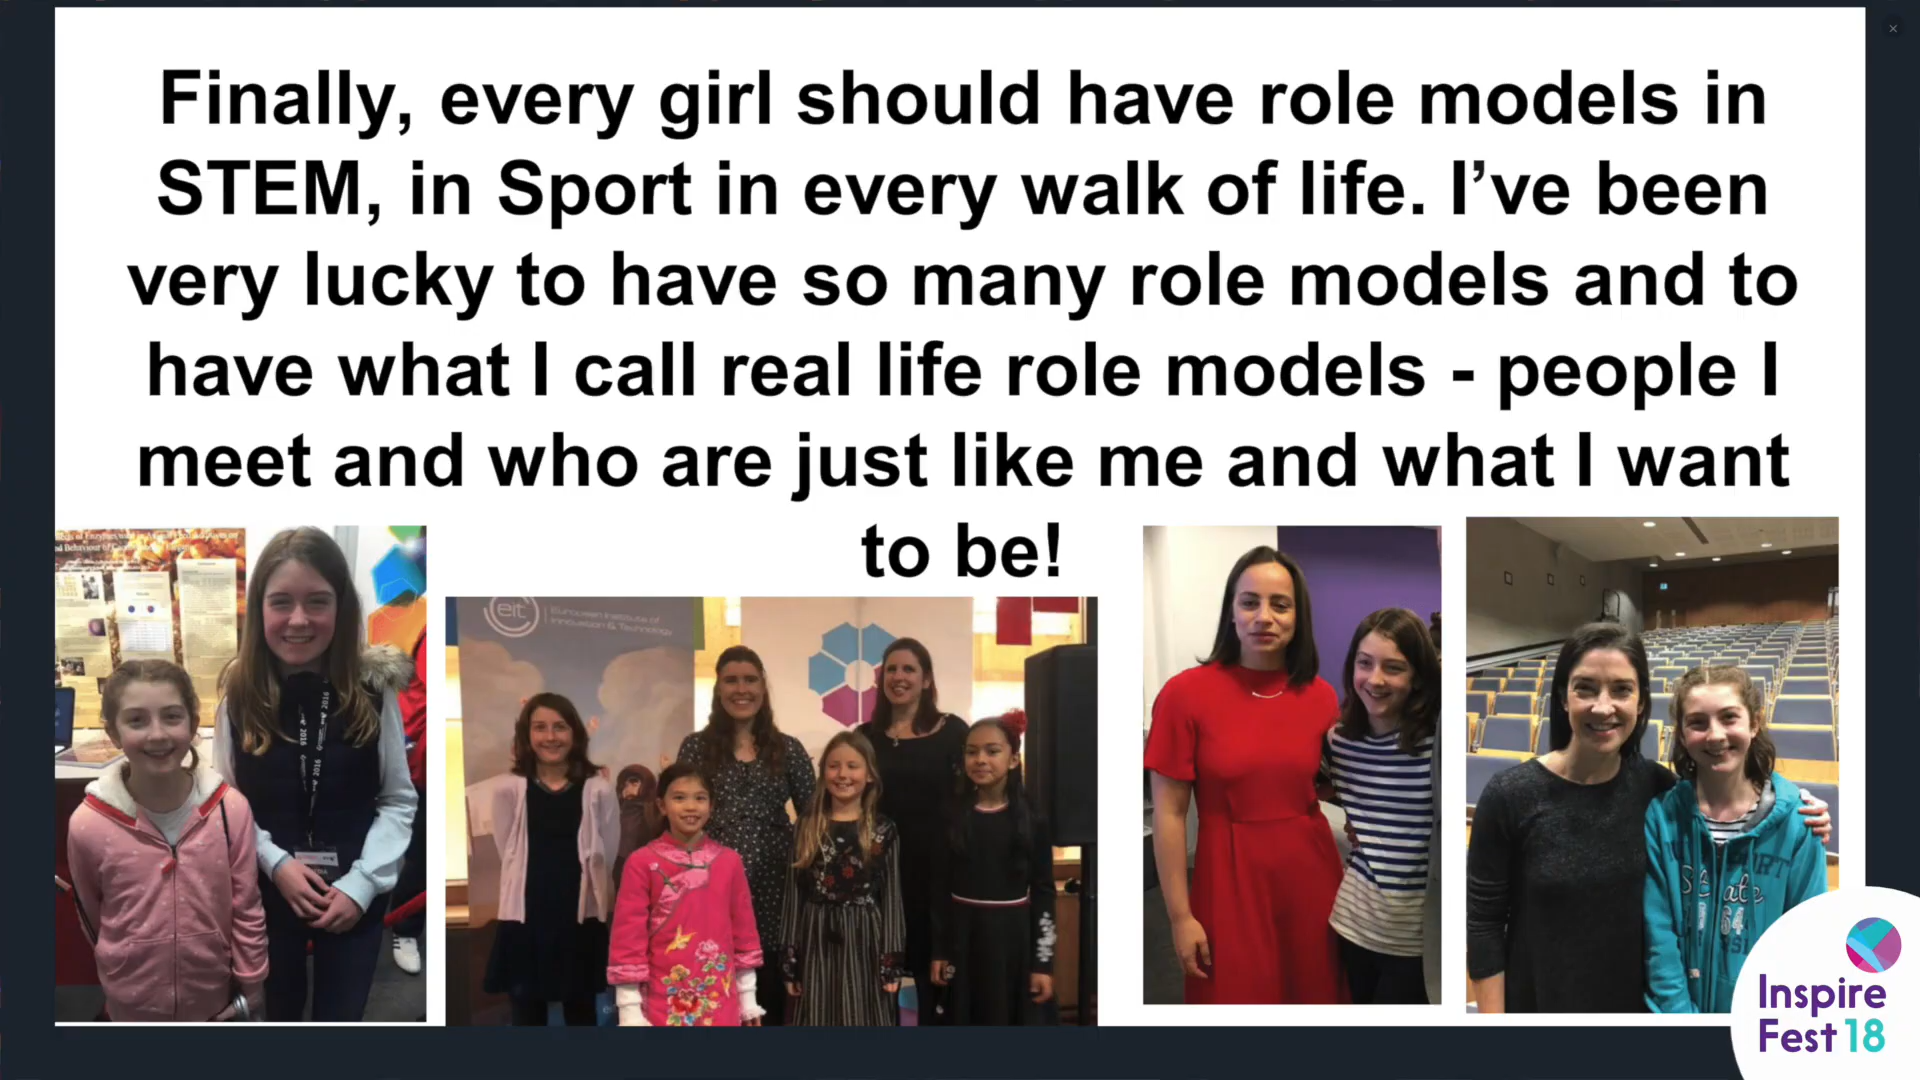 Finally, every girl should have role models in
STEM, in Sport in every walk of life. I’ve been
very lucky to have so many role models and to
have what I call real life role models - people I
meet and who are just like me and what I want
to be!
eit
European Institute of
Innovation & Technology
2016
2016
2016
Inspire
Fest 18